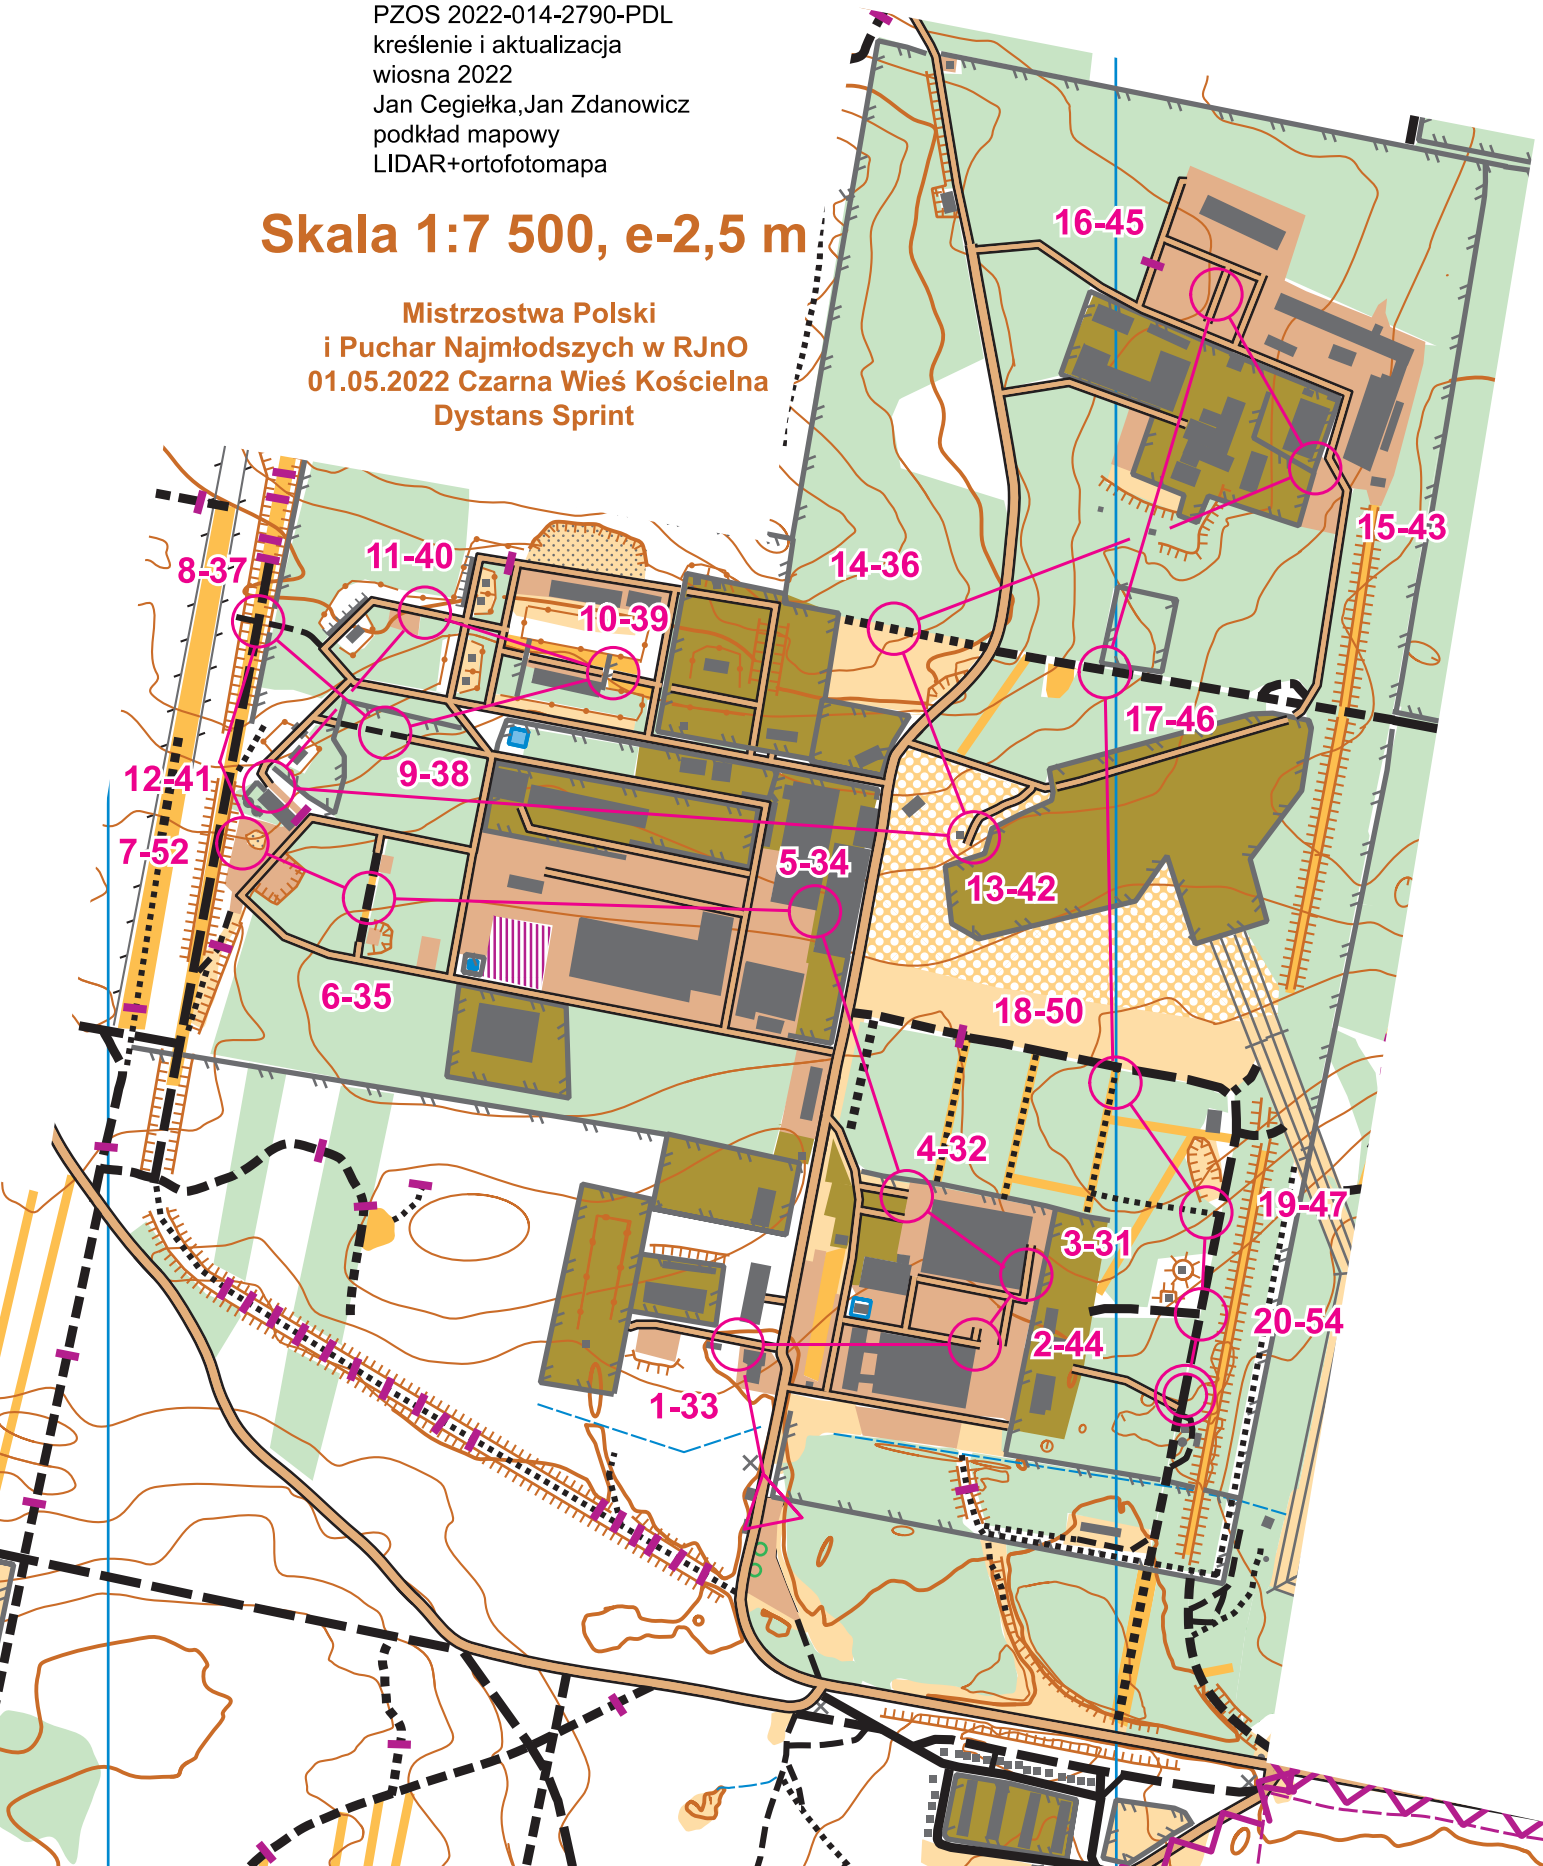 PZOS 2022-014-2790-PDL
kreślenie i aktualizacja
wiosna 2022
Jan Cegiełka,Jan Zdanowicz
podkład mapowy
LIDAR+ortofotomapa
Skala 1:7 500, e-2,5 m
Mistrzostwa Polski
i Puchar Najmłodszych w RJnO
01.05.2022 Czarna Wieś Kościelna
Dystans Sprint
16-45
15-43
14-36
11-40
8-37
10-39
17-46
9-38
12-41
7-52
5-34
13-42
6-35
18-50
4-32
19-47
3-31
20-54
2-44
1-33